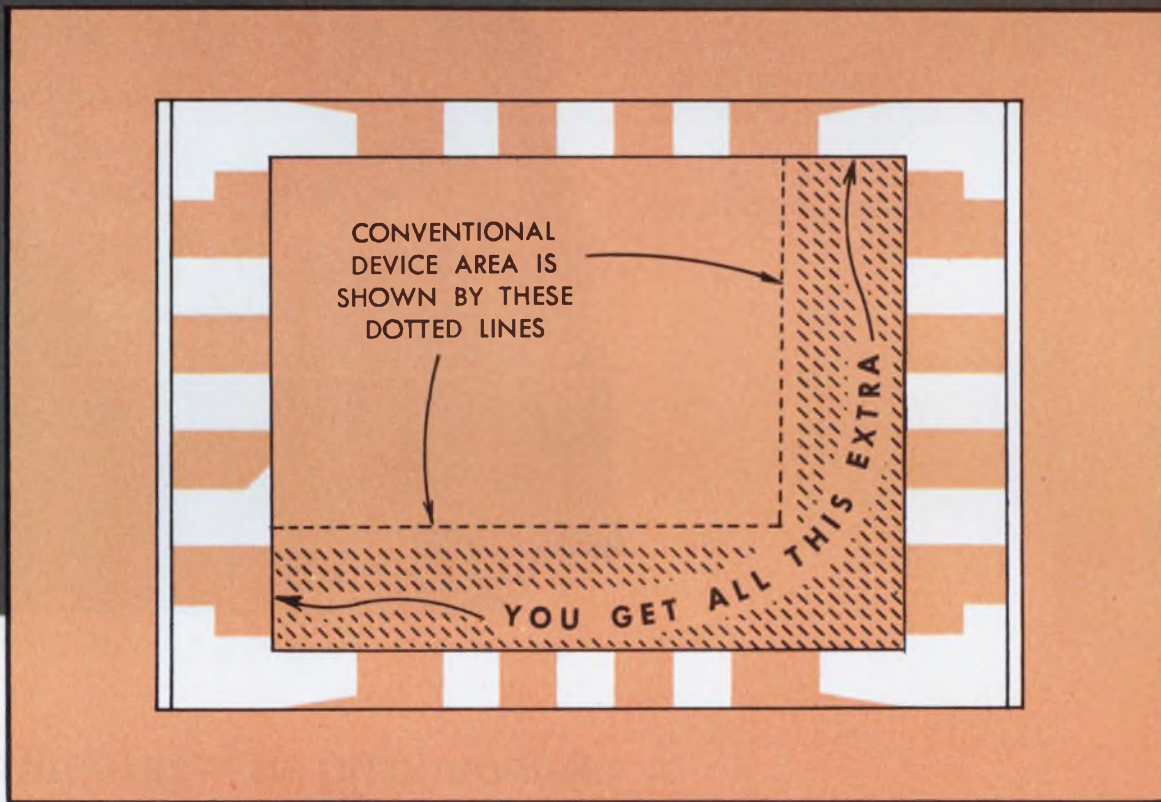 CONVENTIONAL
DEVICE AREA IS
SHOWN BY THESE
DOTTED LINES
YOU GET ALL THIS EXTRA